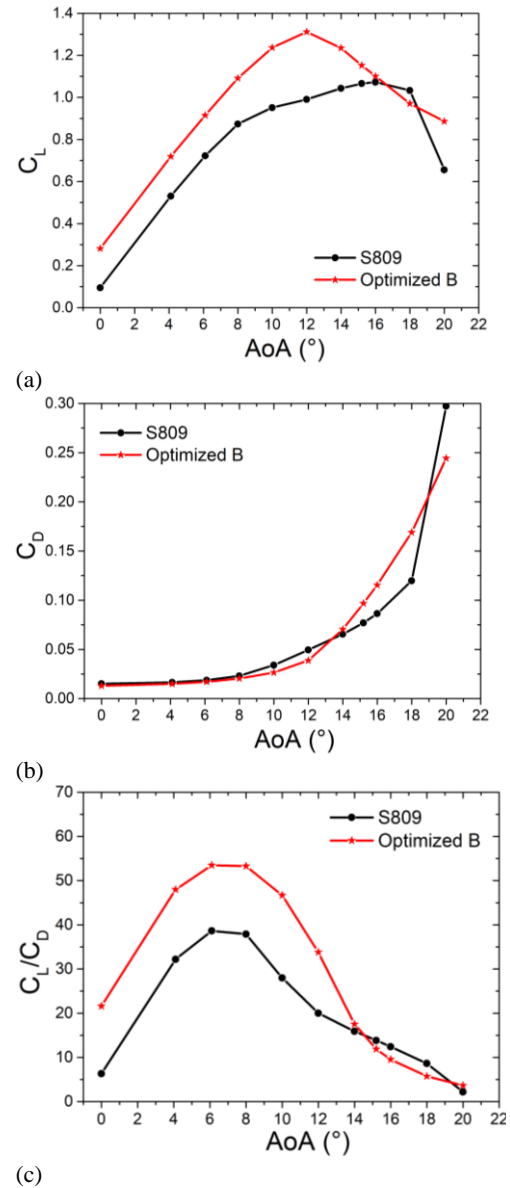 1.4
1.2
1.0
0.8
0.6
0.4
0.2
0.0
C_L
S809
Optimized B
0 2 4 6 8 10 12 14 16 18 20 22
AoA (°)
(a)
0.30
0.25
0.20
0.15
0.10
0.05
0.00
C_D
S809
Optimized B
0 2 4 6 8 10 12 14 16 18 20 22
AoA (°)
(b)
70
60
50
40
30
20
10
0
C_L/C_D
S809
Optimized B
0 2 4 6 8 10 12 14 16 18 20 22
AoA (°)
(c)